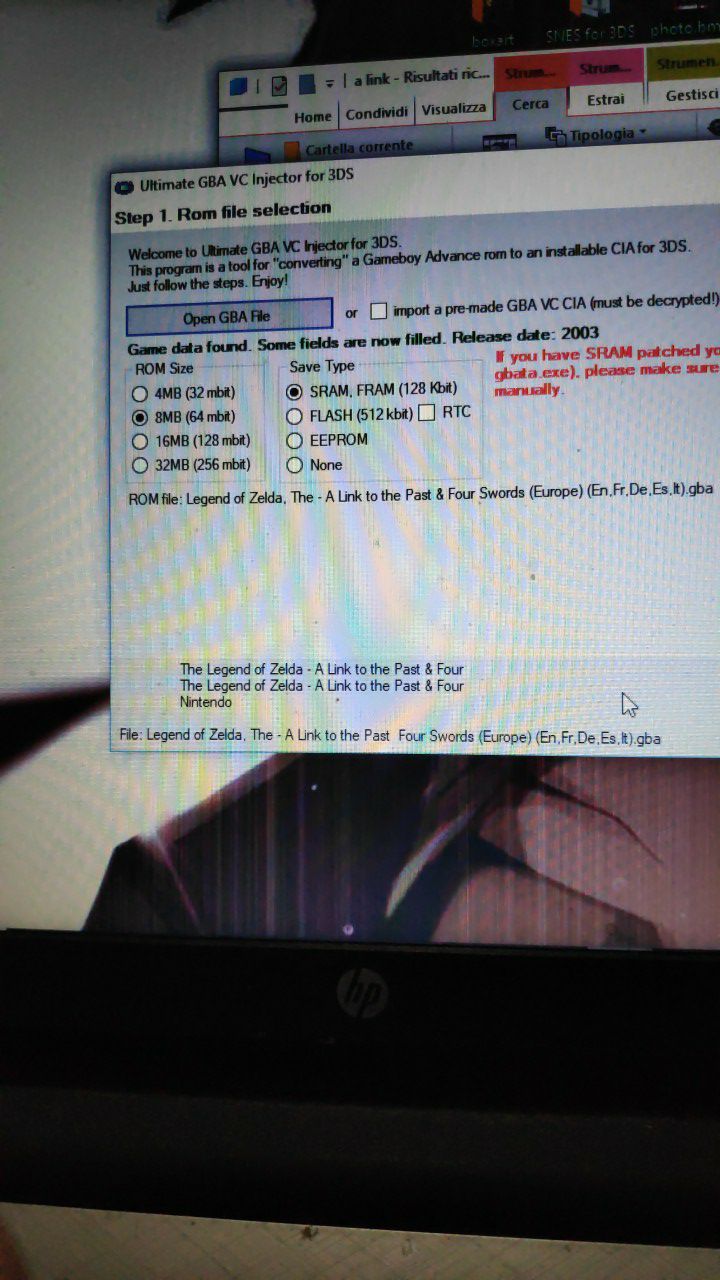 boxart
SNES for 3DS
photo.bm
a link - Risultati ric...
Strum...
Strum...
Strumen.
Home
Condividi
Visualizza
Cerca
Estrai
Gestisci
Cartella corrente
Tipologia
Ultimate GBA VC Injector for 3DS
Step 1. Rom file selection
Welcome to Ultimate GBA VC Injector for 3DS.
This program is a tool for "converting" a Gameboy Advance rom to an installable CIA for 3DS.
Just follow the steps. Enjoy!
Open GBA File
or
import a pre-made GBA VC CIA (must be decrypted!)
Game data found. Some fields are now filled. Release date: 2003
ROM Size
Save Type
If you have SRAM patched yo
gbata.exe), please make sure
manually.
4MB (32 mbit)
SRAM, FRAM (128 Kbit)
8MB (64 mbit)
FLASH (512 kbit)
RTC
16MB (128 mbit)
EEPROM
32MB (256 mbit)
None
ROM file: Legend of Zelda, The - A Link to the Past & Four Swords (Europe) (En,Fr,De,Es,It).gba
The Legend of Zelda - A Link to the Past & Four
The Legend of Zelda - A Link to the Past & Four
Nintendo
File: Legend of Zelda, The - A Link to the Past  Four Swords (Europe) (En,Fr,De,Es,It).gba
hp